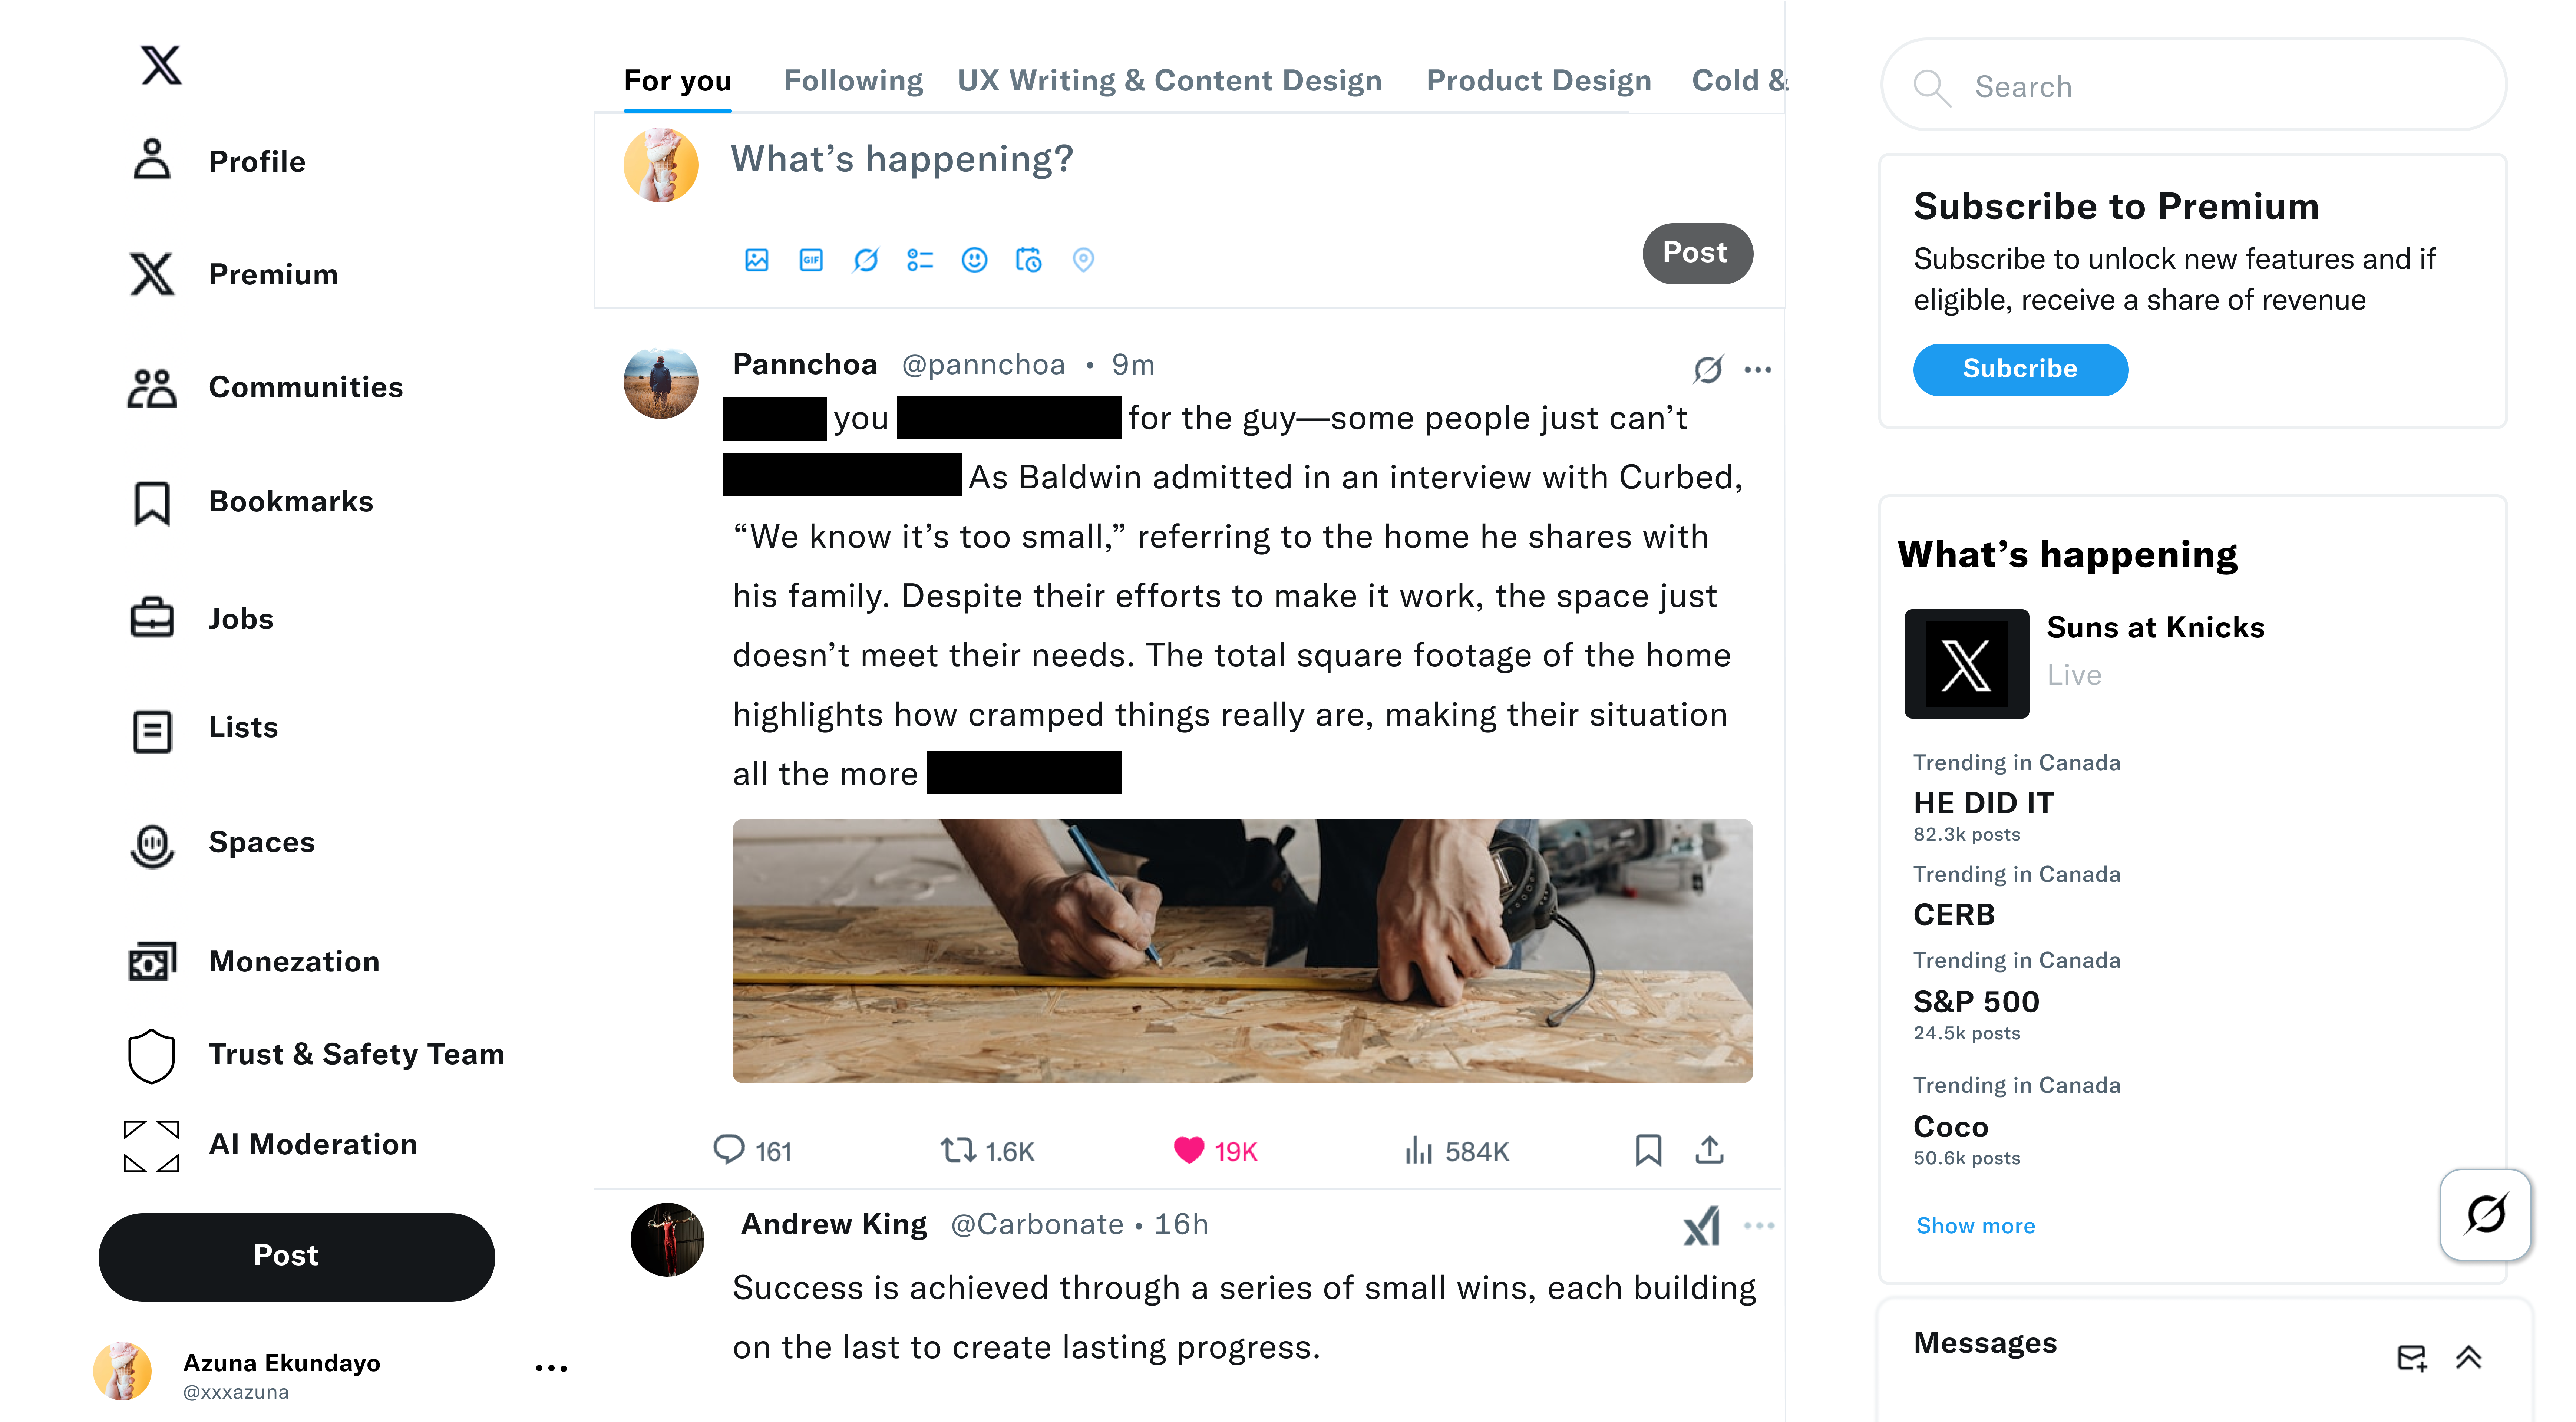 Profile
Premium
Communities
Bookmarks
Jobs
Lists
Spaces
Monezation
Trust & Safety Team
AI Moderation
Post
Azuna Ekundayo
@xxxazuna
For you Following UX Writing & Content Design Product Design Cold &
What’s happening?
GIF
Post
Pannchoa @pannchoa • 9m
you for the guy—some people just can’t
As Baldwin admitted in an interview with Curbed,
“We know it’s too small,” referring to the home he shares with
his family. Despite their efforts to make it work, the space just
doesn’t meet their needs. The total square footage of the home
highlights how cramped things really are, making their situation
all the more
161 1.6K 19K 584K
Andrew King @Carbonate • 16h
Success is achieved through a series of small wins, each building
on the last to create lasting progress.
Search
Subscribe to Premium
Subscribe to unlock new features and if
eligible, receive a share of revenue
Subcribe
What’s happening
Suns at Knicks
Live
Trending in Canada
HE DID IT
82.3k posts
Trending in Canada
CERB
Trending in Canada
S&P 500
24.5k posts
Trending in Canada
Coco
50.6k posts
Show more
Messages